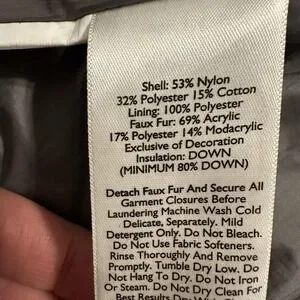 Shell: 53% Nylon
32% Polyester 15% Cotton
Lining: 100% Polyester
Faux Fur: 69% Acrylic
17% Polyester 14% Modacrylic
Exclusive of Decoration
Insulation: DOWN
(MINIMUM 80% DOWN)
Detach Faux Fur And Secure All
Garment Closures Before
Laundering Machine Wash Cold
Delicate, Separately. Mild
Detergent Only. Do Not Bleach.
Do Not Use Fabric Softeners.
Rinse Thoroughly And Remove
Promptly. Tumble Dry Low. Do
Not Hang To Dry. Do Not Iron
Or Steam. Do Not Dry Clean For
Best Results Dry